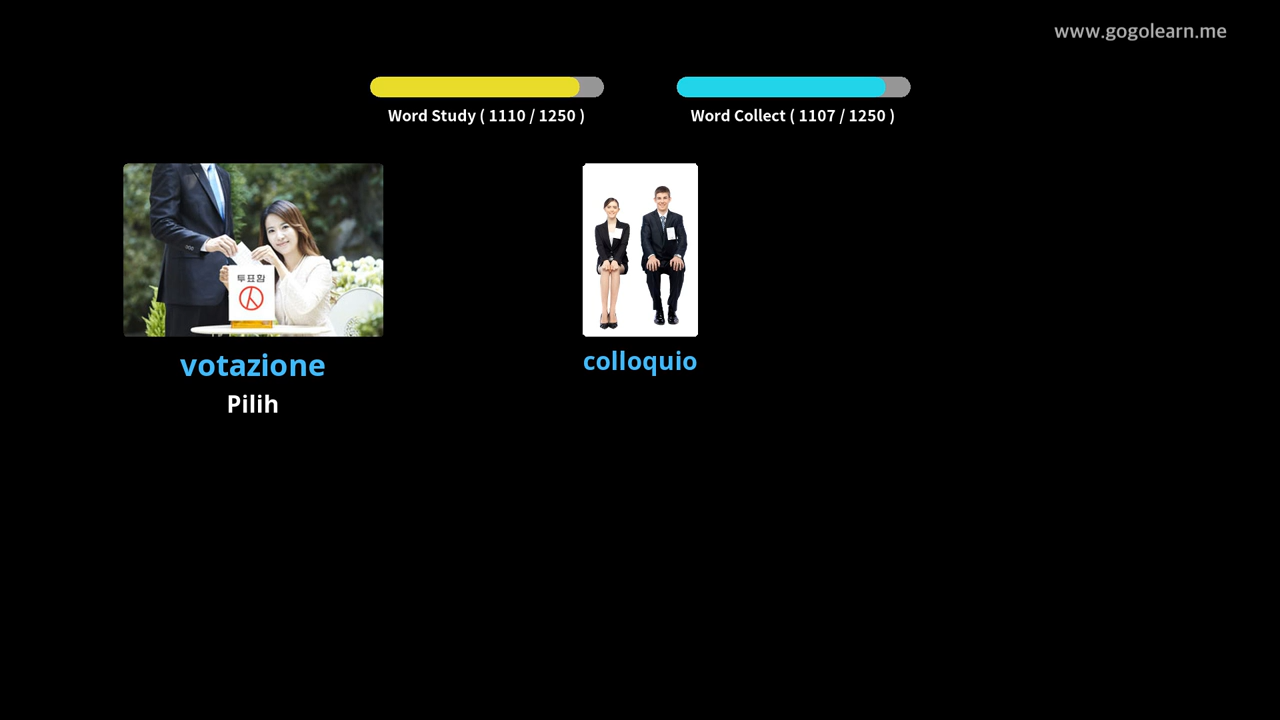 www.gogolearn.me
Word Study ( 1110 / 1250 )
Word Collect ( 1107 / 1250 )
투표함
votazione
Pilih
colloquio